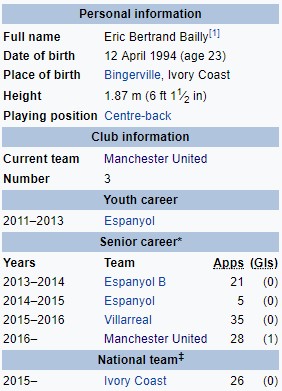 Personal information
Full name Eric Bertrand Bailly[1]
Date of birth 12 April 1994 (age 23)
Place of birth Bingerville, Ivory Coast
Height 1.87 m (6 ft 1 1⁄2 in)
Playing position Centre-back
Club information
Current team Manchester United
Number 3
Youth career
2011–2013 Espanyol
Senior career*
Years Team Apps (Gls)
2013–2014 Espanyol B 21 (0)
2014–2015 Espanyol 5 (0)
2015–2016 Villarreal 35 (0)
2016– Manchester United 28 (1)
National team‡
2015– Ivory Coast 26 (0)